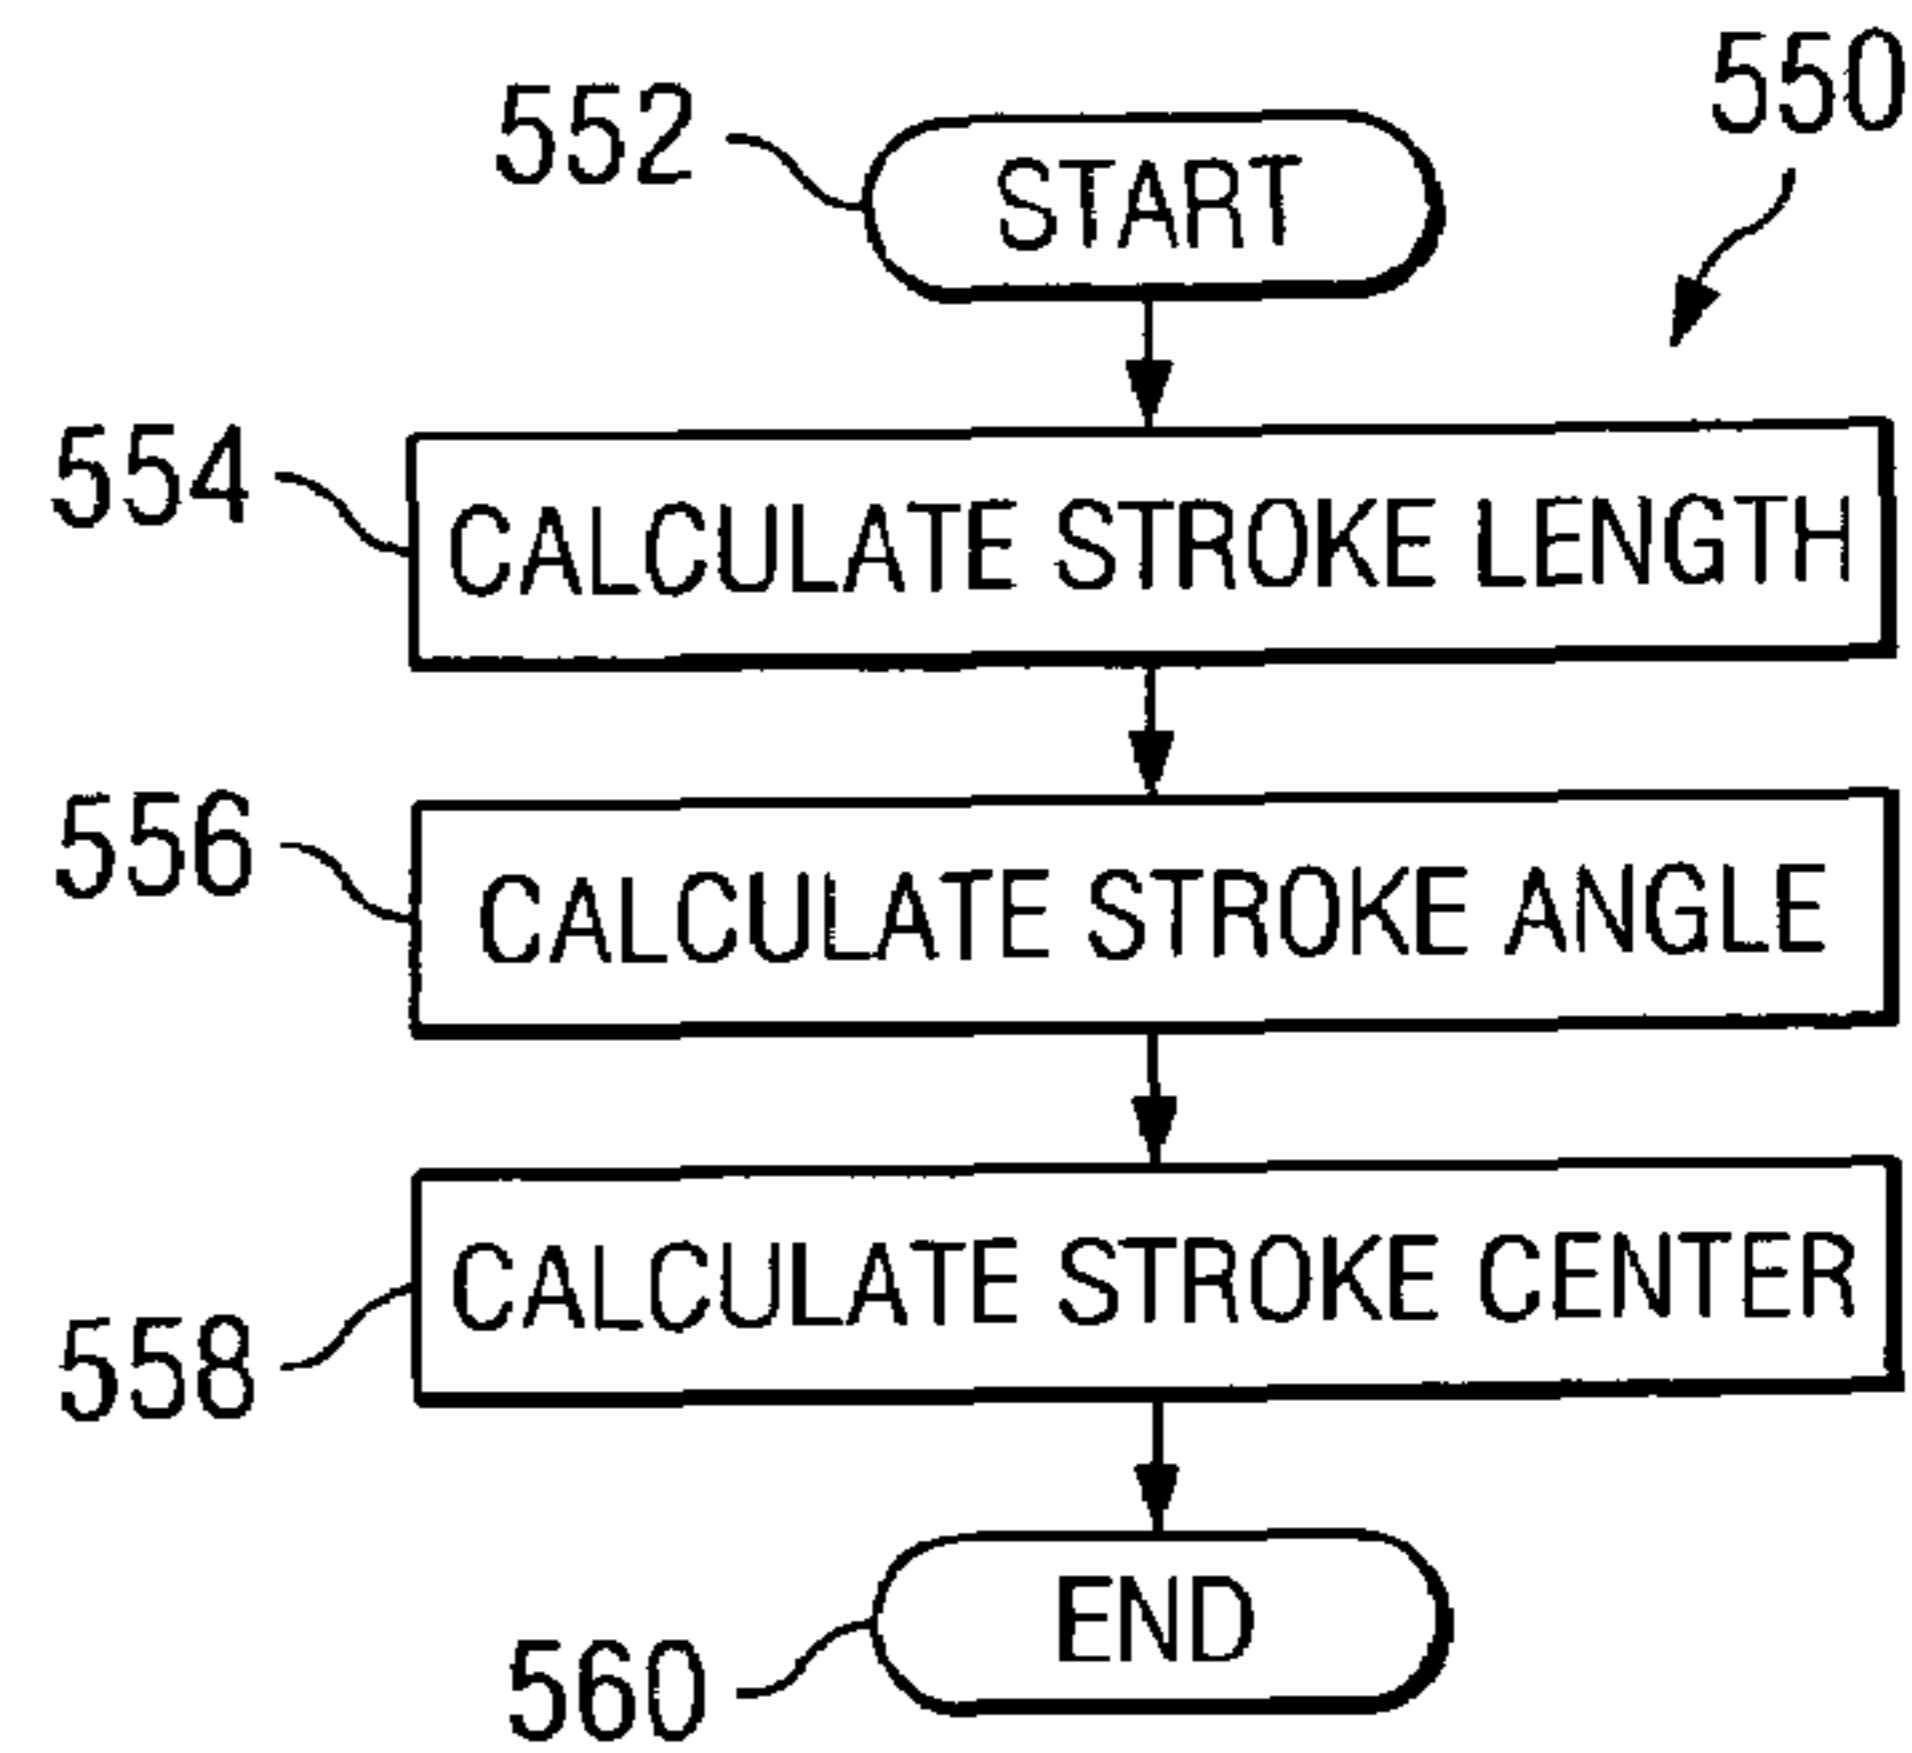 550
552
START
554
CALCULATE STROKE LENGTH
556
CALCULATE STROKE ANGLE
558
CALCULATE STROKE CENTER
560
END